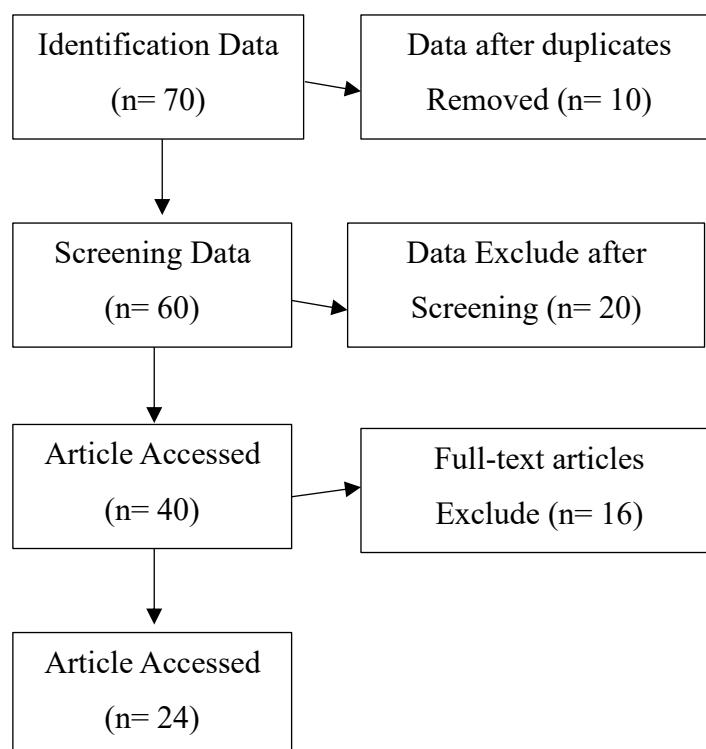 Identification Data
(n= 70)
Data after duplicates
Removed (n= 10)
Screening Data
(n= 60)
Data Exclude after
Screening (n= 20)
Article Accessed
(n= 40)
Full-text articles
Exclude (n= 16)
Article Accessed
(n= 24)